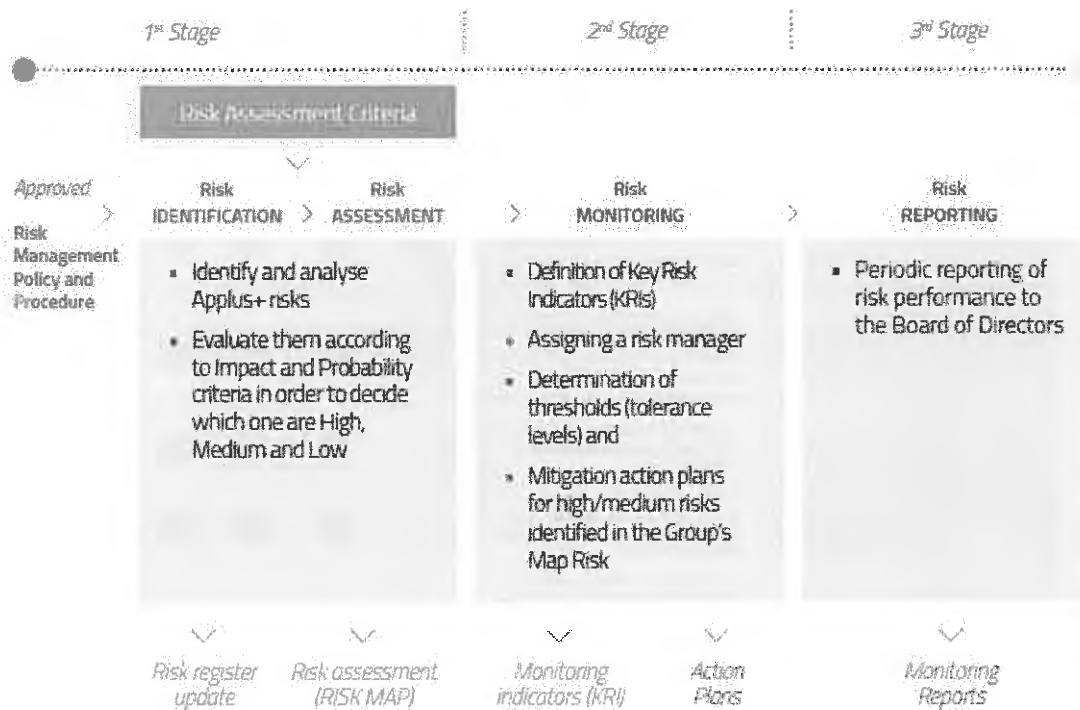 1st Stage
2nd Stage
3rd Stage
Risk Assessment Criteria
Approved
Risk
Management
Policy and
Procedure
Risk
IDENTIFICATION
Risk
ASSESSMENT
Risk
MONITORING
Risk
REPORTING
▪ Identify and analyse
Applus+ risks
▪ Evaluate them according
to Impact and Probability
criteria in order to decide
which one are High,
Medium and Low
▪ Definition of Key Risk
Indicators (KRIs)
▪ Assigning a risk manager
▪ Determination of
thresholds (tolerance
levels) and
▪ Mitigation action plans
for high/medium risks
identified in the Group's
Map Risk
▪ Periodic reporting of
risk performance to
the Board of Directors
Risk register
update
Risk assessment
(RISK MAP)
Monitoring
indicators (KRI)
Action
Plans
Monitoring
Reports